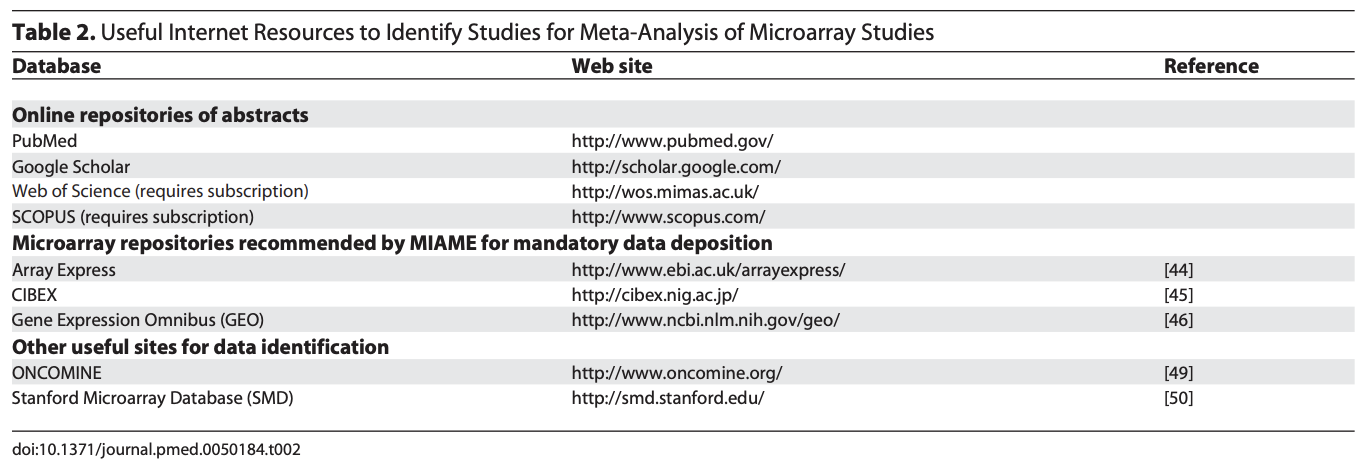 Table 2. Useful Internet Resources to Identify Studies for Meta-Analysis of Microarray Studies
Database Web site Reference
Online repositories of abstracts
PubMed http://www.pubmed.gov/
Google Scholar http://scholar.google.com/
Web of Science (requires subscription) http://wos.mimas.ac.uk/
SCOPUS (requires subscription) http://www.scopus.com/
Microarray repositories recommended by MIAME for mandatory data deposition
Array Express http://www.ebi.ac.uk/arrayexpress/ [44]
CIBEX http://cibex.nig.ac.jp/ [45]
Gene Expression Omnibus (GEO) http://www.ncbi.nlm.nih.gov/geo/ [46]
Other useful sites for data identification
ONCOMINE http://www.oncomine.org/ [49]
Stanford Microarray Database (SMD) http://smd.stanford.edu/ [50]
doi:10.1371/journal.pmed.0050184.t002